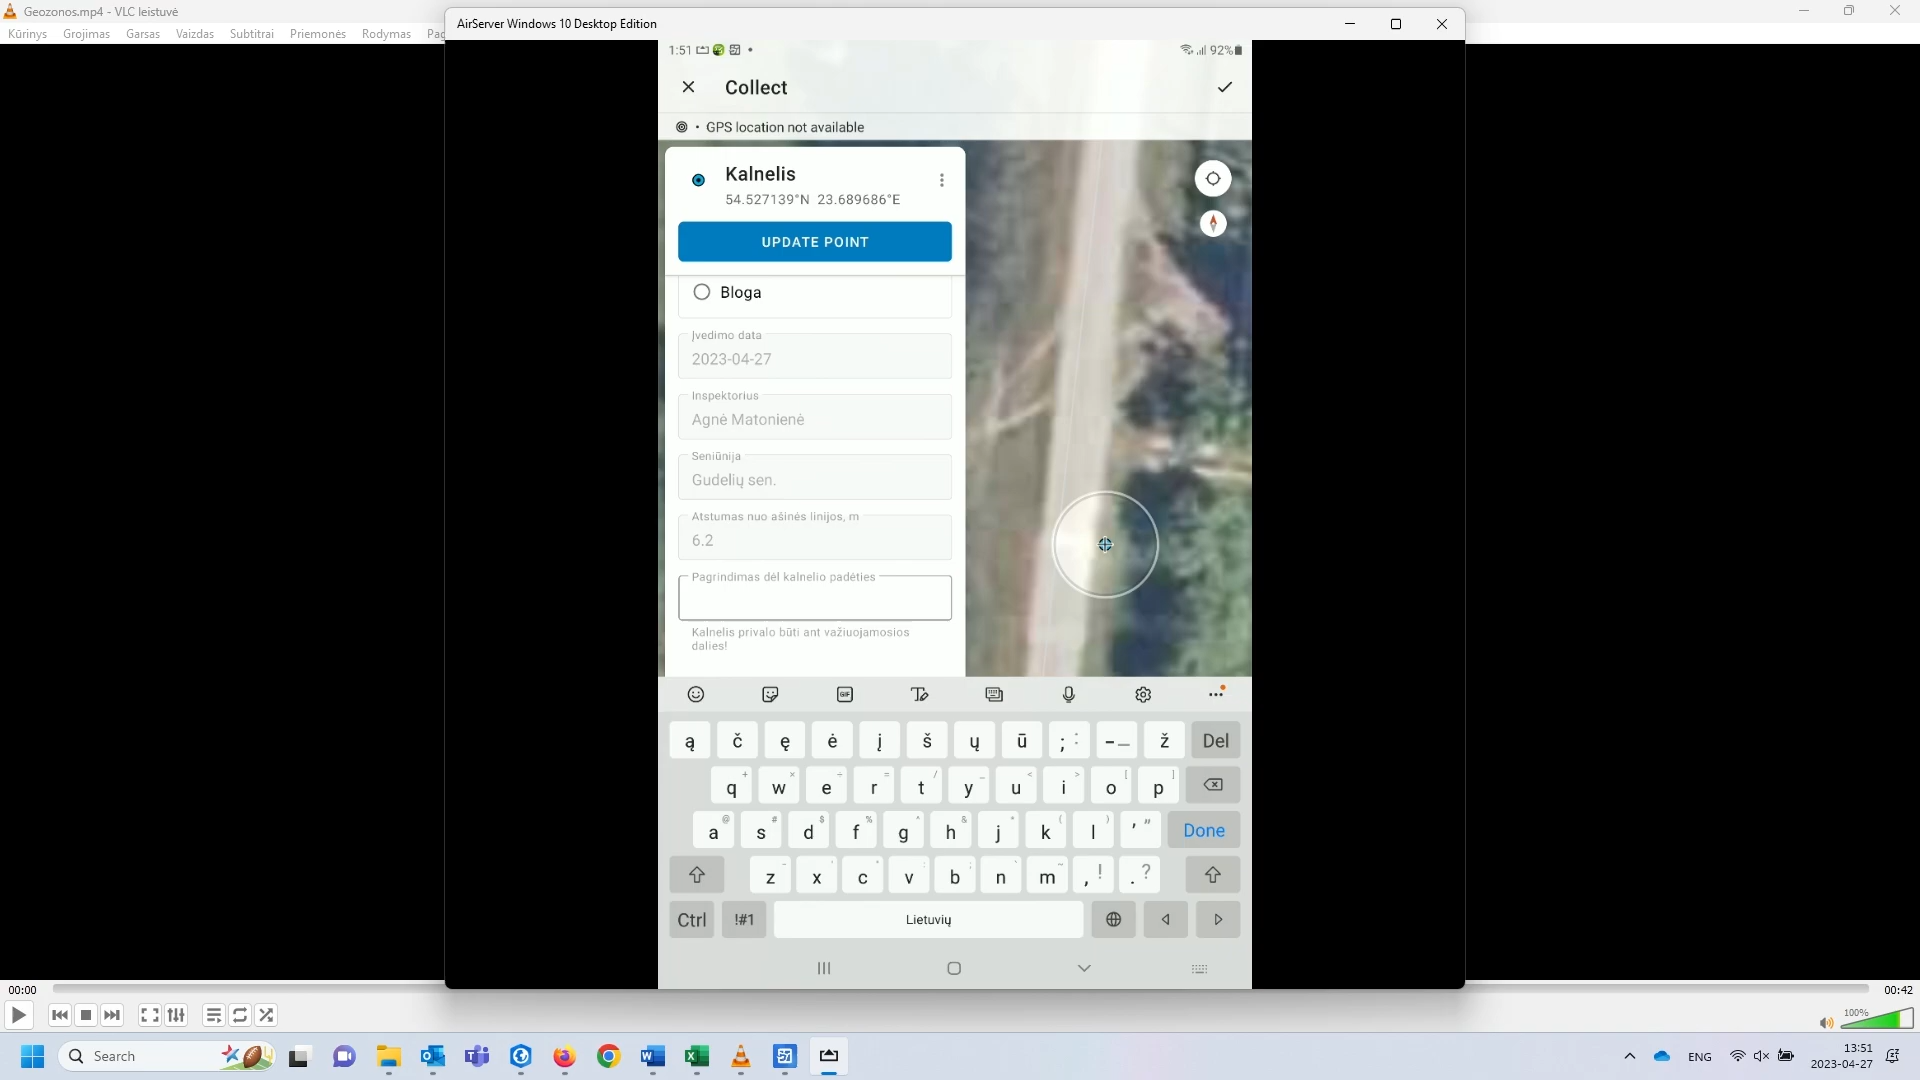 Geozonos.mp4 - VLC leistuvė
Kūrinys Grojimas Garsas Vaizdas Subtitrai Priemonės Rodymas
AirServer Windows 10 Desktop Edition
1:51
92%
Collect
GPS location not available
Kalnelis
54.527139°N 23.689686°E
UPDATE POINT
Bloga
Įvedimo data
2023-04-27
Inspektorius
Agnė Matonienė
Seniūnija
Gudelių sen.
Atstumas nuo ašinės linijos, m
6.2
Pagrindimas dėl kalnelio padėties
Kalnelis privalo būti ant važiuojamosios
dalies!
GIF
ą č ę ė į š ų ū ; : - _ ž Del
q w e r t y u i o p
a s d f g h j k l ' " Done
z x c v b n m , ! . ?
Ctrl !#1 Lietuvių
00:00
00:42
100%
Search
ENG
13:51
2023-04-27